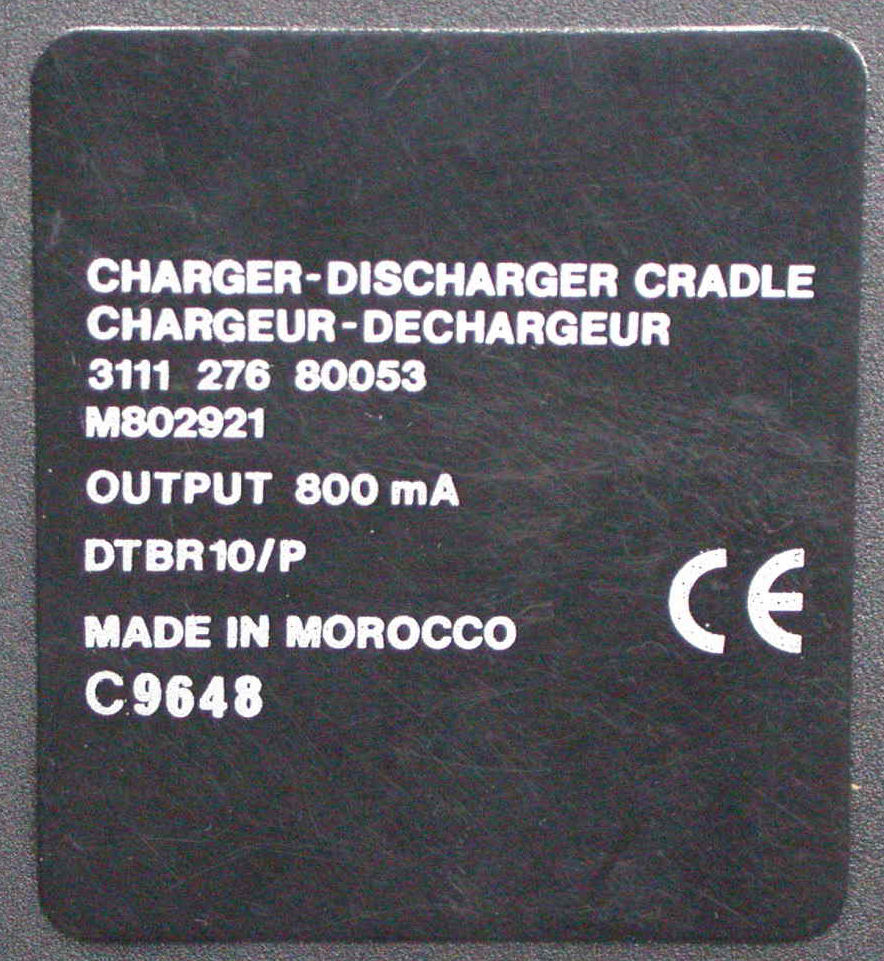 CHARGER-DISCHARGER CRADLE
CHARGEUR-DECHARGEUR
3111 276 80053
M802921
OUTPUT 800 mA
DTBR10/P
CE
MADE IN MOROCCO
C9648